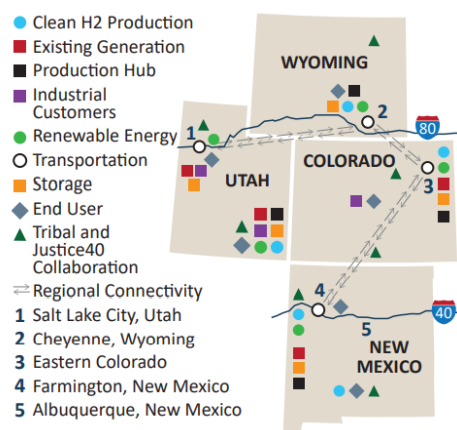 Clean H2 Production
Existing Generation
Production Hub
Industrial
Customers
Renewable Energy
Transportation
Storage
End User
Tribal and
Justice40
Collaboration
Regional Connectivity
1 Salt Lake City, Utah
2 Cheyenne, Wyoming
3 Eastern Colorado
4 Farmington, New Mexico
5 Albuquerque, New Mexico
WYOMING
2
80
1
COLORADO
3
UTAH
4
40
5
NEW
MEXICO